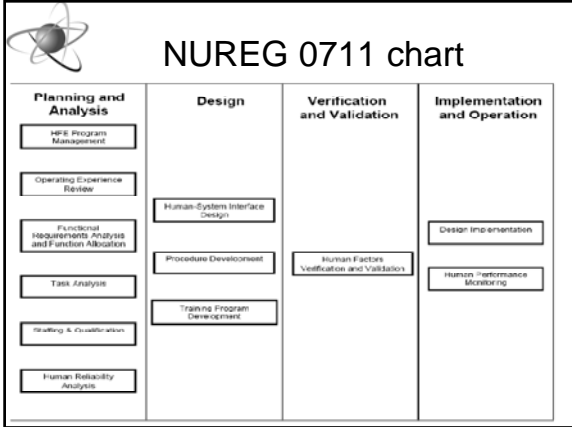 NUREG 0711 chart
Planning and
Analysis
HFE Program
Management
Operating Experience
Review
Functional
Requirements Analysis
and Function Allocation
Task Analysis
Staffing & Qualification
Human Reliability
Analysis
Design
Human-System Interface
Design
Procedure Development
Training Program
Development
Verification
and Validation
Human Factors
Verification and Validation
Implementation
and Operation
Design Implementation
Human Performance
Monitoring